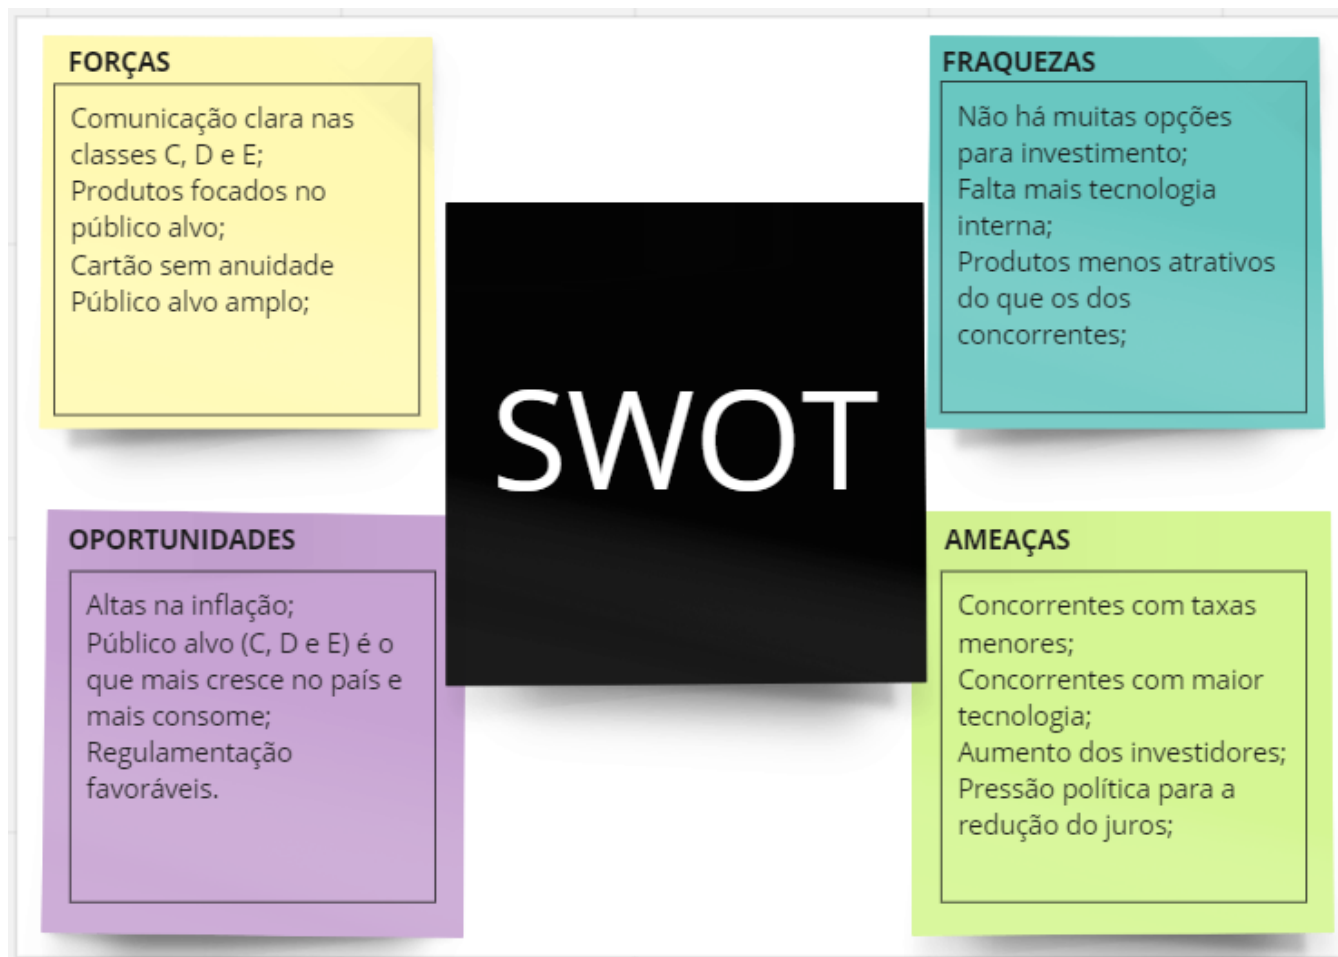 FORÇAS
Comunicação clara nas
classes C, D e E;
Produtos focados no
público alvo;
Cartão sem anuidade
Público alvo amplo;
FRAQUEZAS
Não há muitas opções
para investimento;
Falta mais tecnologia
interna;
Produtos menos atrativos
do que os dos
concorrentes;
SWOT
OPORTUNIDADES
Altas na inflação;
Público alvo (C, D e E) é o
que mais cresce no país e
mais consome;
Regulamentação
favoráveis.
AMEAÇAS
Concorrentes com taxas
menores;
Concorrentes com maior
tecnologia;
Aumento dos investidores;
Pressão política para a
redução do juros;